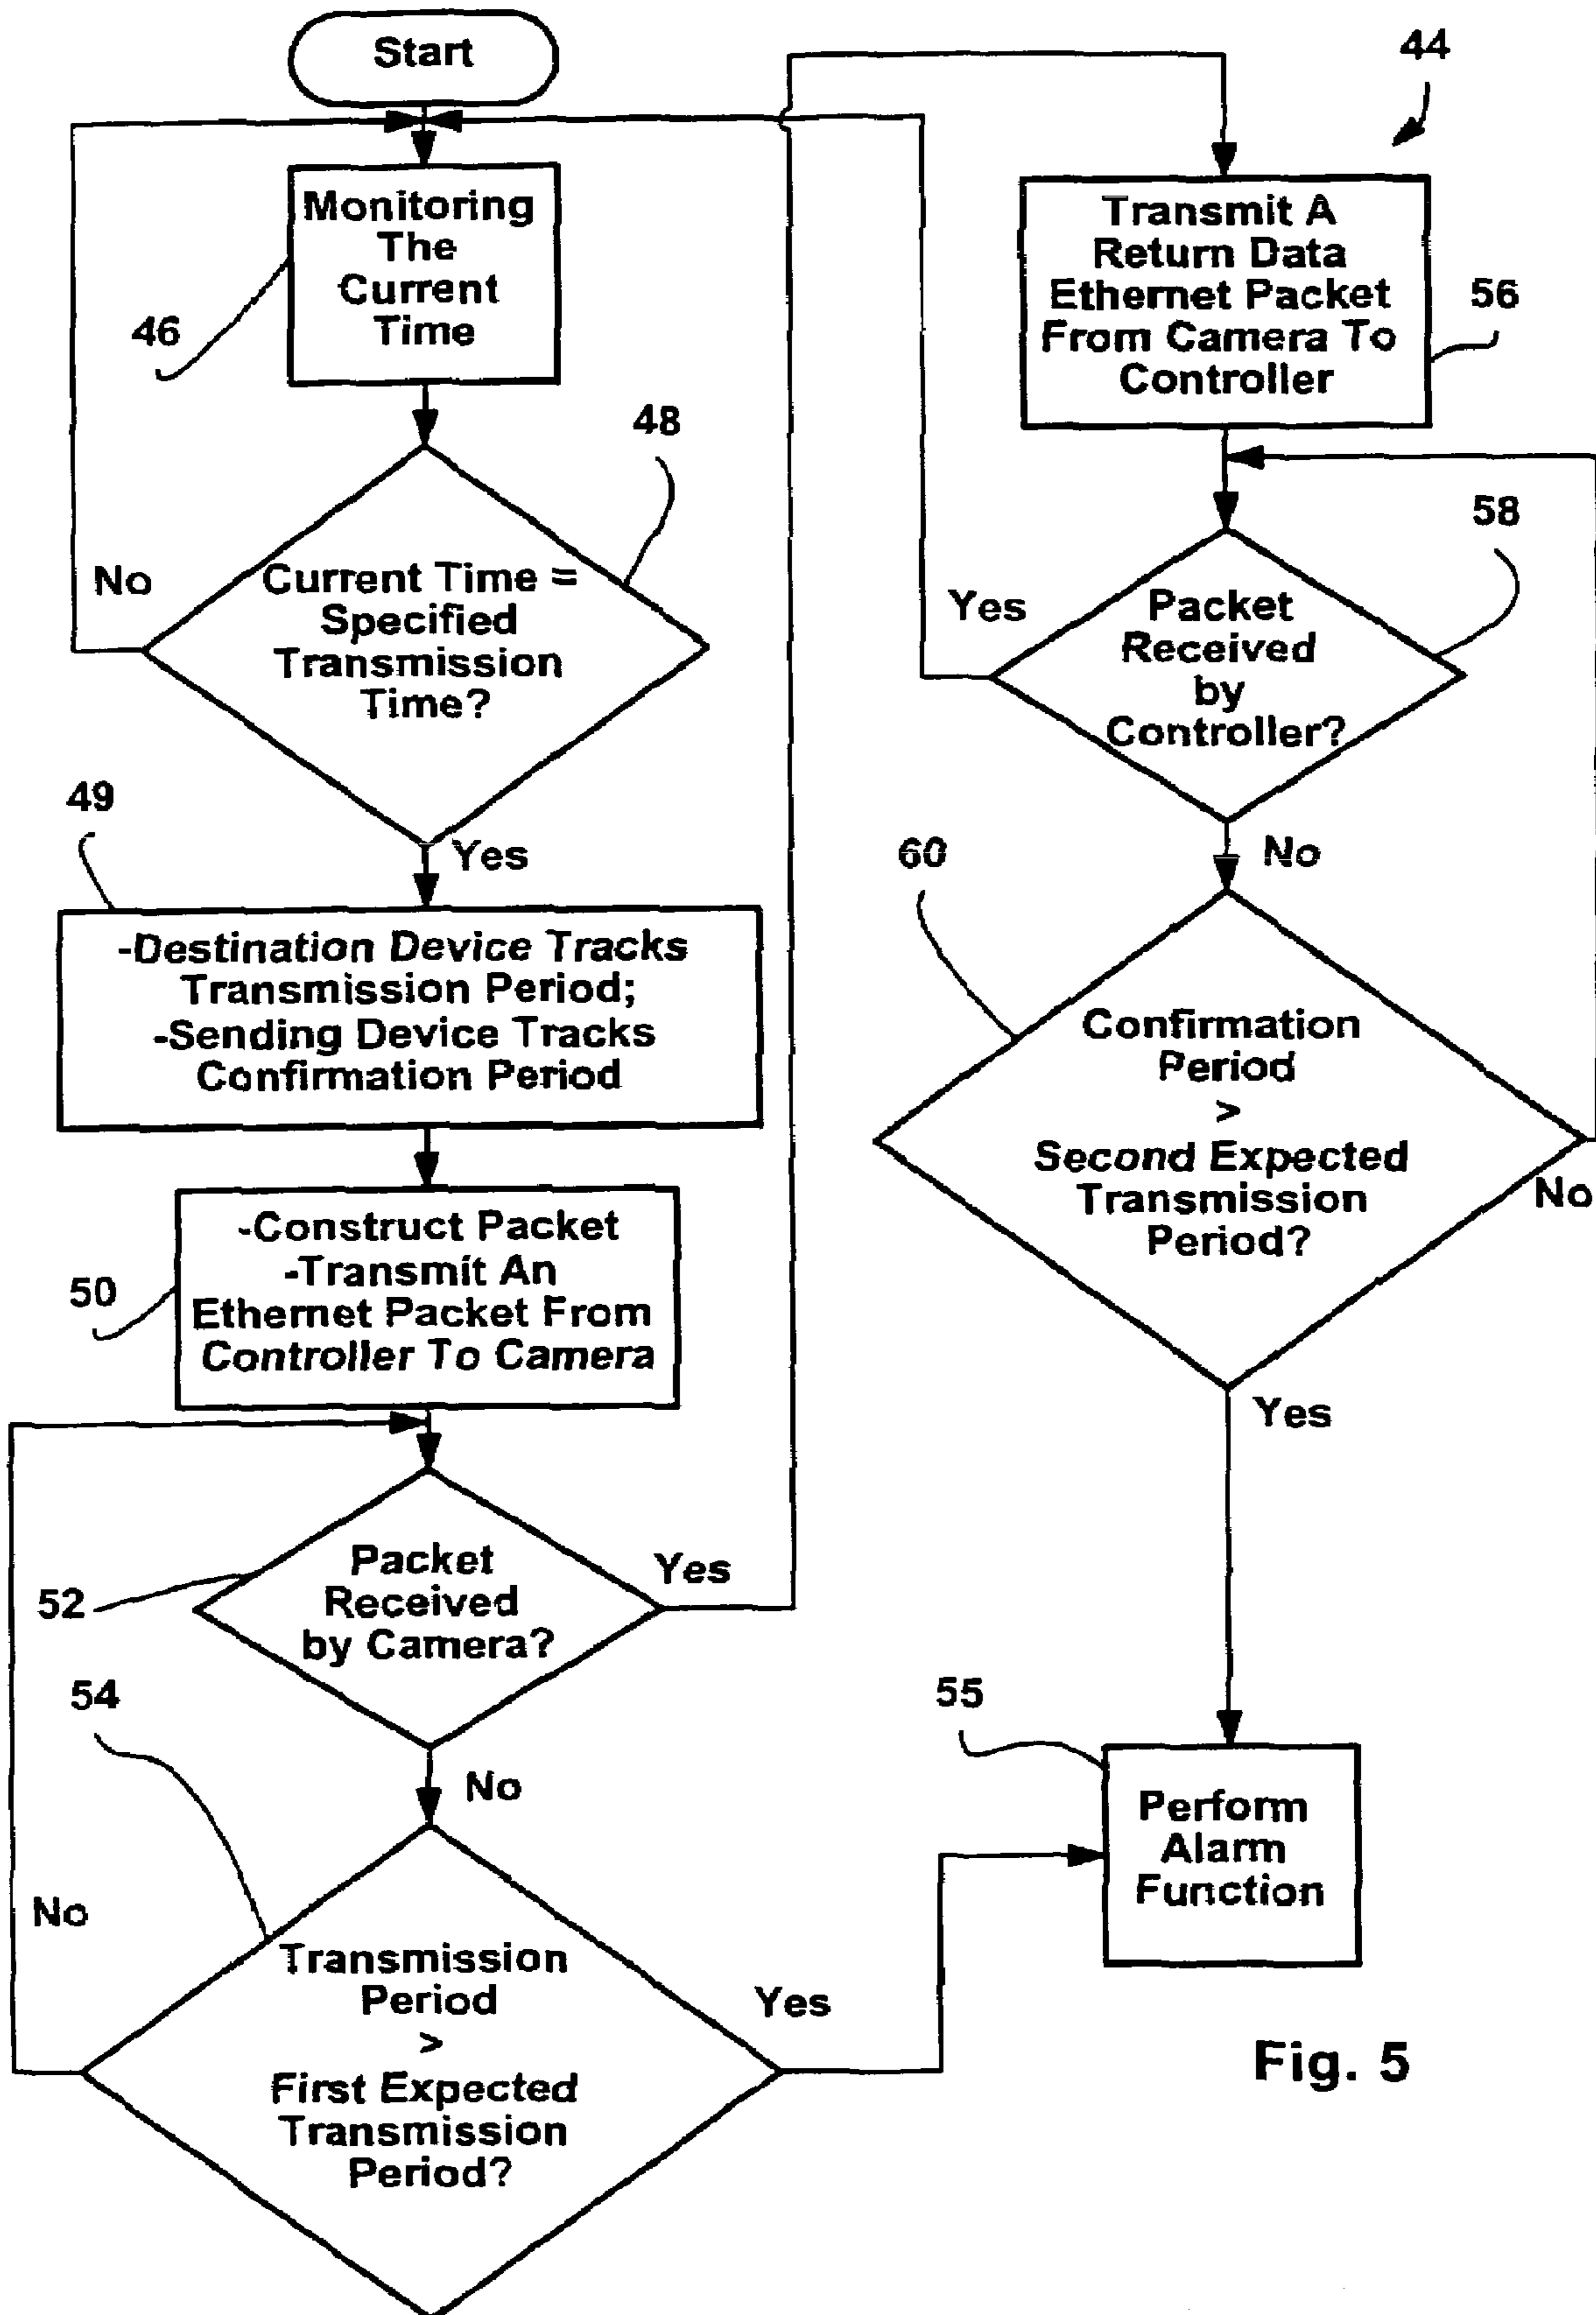 Start
Monitoring
The
Current
Time
46
48
Current Time =
Specified
Transmission
Time?
No
Yes
49
-Destination Device Tracks
Transmission Period;
-Sending Device Tracks
Confirmation Period
50
-Construct Packet
-Transmit An
Ethernet Packet From
Controller To Camera
52
Packet
Received
by Camera?
Yes
No
54
Transmission
Period
>
First Expected
Transmission
Period?
No
Yes
44
Transmit A
Return Data
Ethernet Packet
From Camera To
Controller
56
58
Packet
Received
by
Controller?
Yes
No
60
Confirmation
Period
>
Second Expected
Transmission
Period?
No
Yes
55
Perform
Alarm
Function
Fig. 5